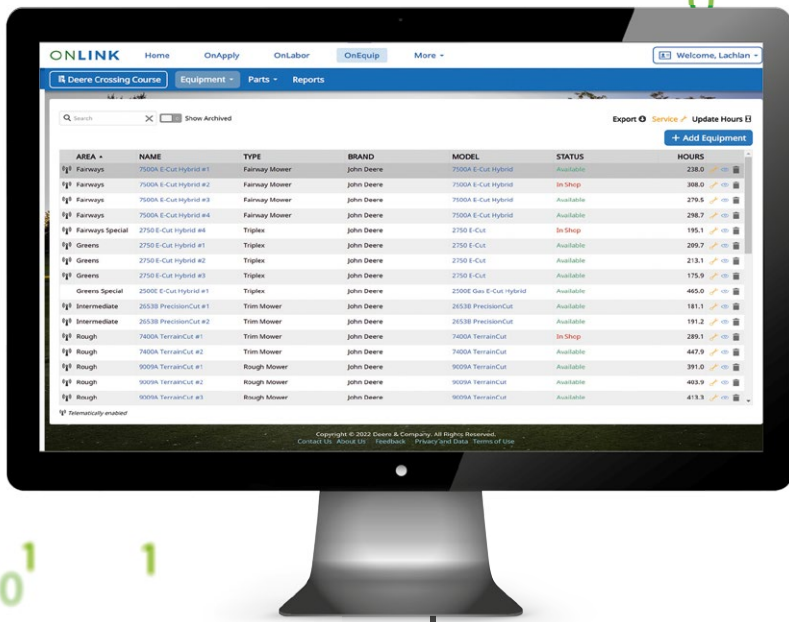 ONLINK Home OnApply OnLabor OnEquip More Welcome, Lachlan
Deere Crossing Course Equipment Parts Reports
Search Show Archived Export Service Update Hours
+ Add Equipment
AREA NAME TYPE BRAND MODEL STATUS HOURS
Fairways 7500A E-Cut Hybrid #1 Fairway Mower John Deere 7500A E-Cut Hybrid Available 238.0
Fairways 7500A E-Cut Hybrid #2 Fairway Mower John Deere 7500A E-Cut Hybrid In Shop 308.0
Fairways 7500A E-Cut Hybrid #3 Fairway Mower John Deere 7500A E-Cut Hybrid Available 279.5
Fairways 7500A E-Cut Hybrid #4 Fairway Mower John Deere 7500A E-Cut Hybrid Available 298.7
Fairways Special 2750 E-Cut Hybrid #4 Triplex John Deere 2750 E-Cut In Shop 195.1
Greens 2750 E-Cut Hybrid #1 Triplex John Deere 2750 E-Cut Available 209.7
Greens 2750 E-Cut Hybrid #2 Triplex John Deere 2750 E-Cut Available 213.1
Greens 2750 E-Cut Hybrid #3 Triplex John Deere 2750 E-Cut Available 175.9
Greens Special 2500E E-Cut Hybrid #1 Triplex John Deere 2500E Gas E-Cut Hybrid Available 465.0
Intermediate 2653B PrecisionCut #1 Trim Mower John Deere 2653B PrecisionCut Available 181.1
Intermediate 2653B PrecisionCut #2 Trim Mower John Deere 2653B PrecisionCut Available 191.2
Rough 7400A TerrainCut #1 Trim Mower John Deere 7400A TerrainCut In Shop 289.1
Rough 7400A TerrainCut #2 Trim Mower John Deere 7400A TerrainCut Available 447.9
Rough 9009A TerrainCut #1 Rough Mower John Deere 9009A TerrainCut Available 391.0
Rough 9009A TerrainCut #2 Rough Mower John Deere 9009A TerrainCut Available 403.9
Rough 9009A TerrainCut #3 Rough Mower John Deere 9009A TerrainCut Available 413.3
Telematically enabled
Copyright © 2022 Deere & Company. All Rights Reserved.
Contact Us About Us Feedback Privacy and Data Terms of Use
0
1
0
1